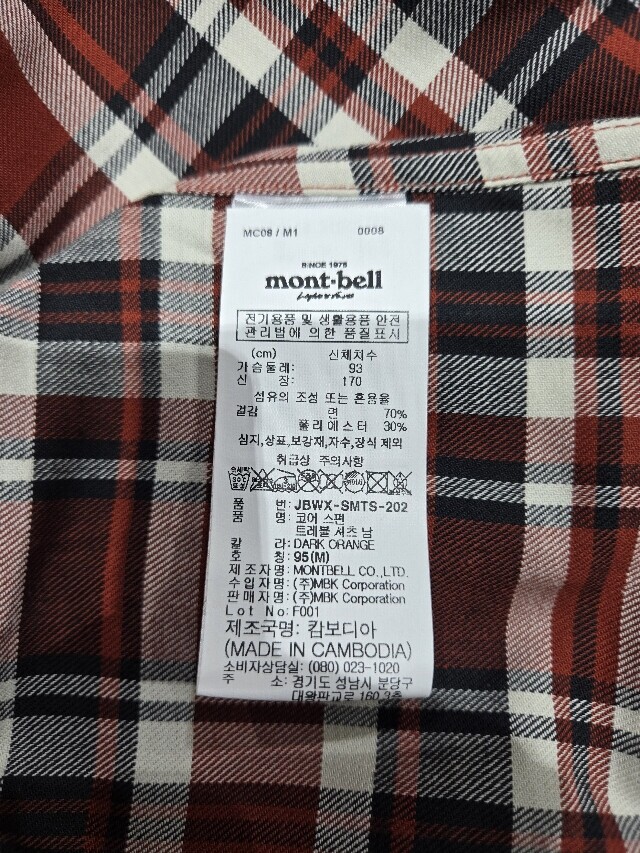 MC08 / M1 0008
SINCE 1975
mont·bell
전기용품 및 생활용품 안전
관리법에 의한 품질표시
(cm) 신체치수
가슴둘레: 93
신 장: 170
섬유의 조성 또는 혼용율
겉감 면 70%
폴리에스터 30%
심지,상표,보강재,자수,장식 제외
취급상 주의사항
품 번: JBWX-SMTS-202
품 명: 코어 스펀
트레블 셔츠 남
칼 라: DARK ORANGE
호 칭: 95(M)
제 조 자 명: MONTBELL CO.,LTD.
수 입 자 명: (주)MBK Corporation
판 매 자 명: (주)MBK Corporation
Lot No: F001
제조국명: 캄보디아
(MADE IN CAMBODIA)
소비자상담실: (080) 023-1020
주 소: 경기도 성남시 분당구
대왕판교로 160 3층